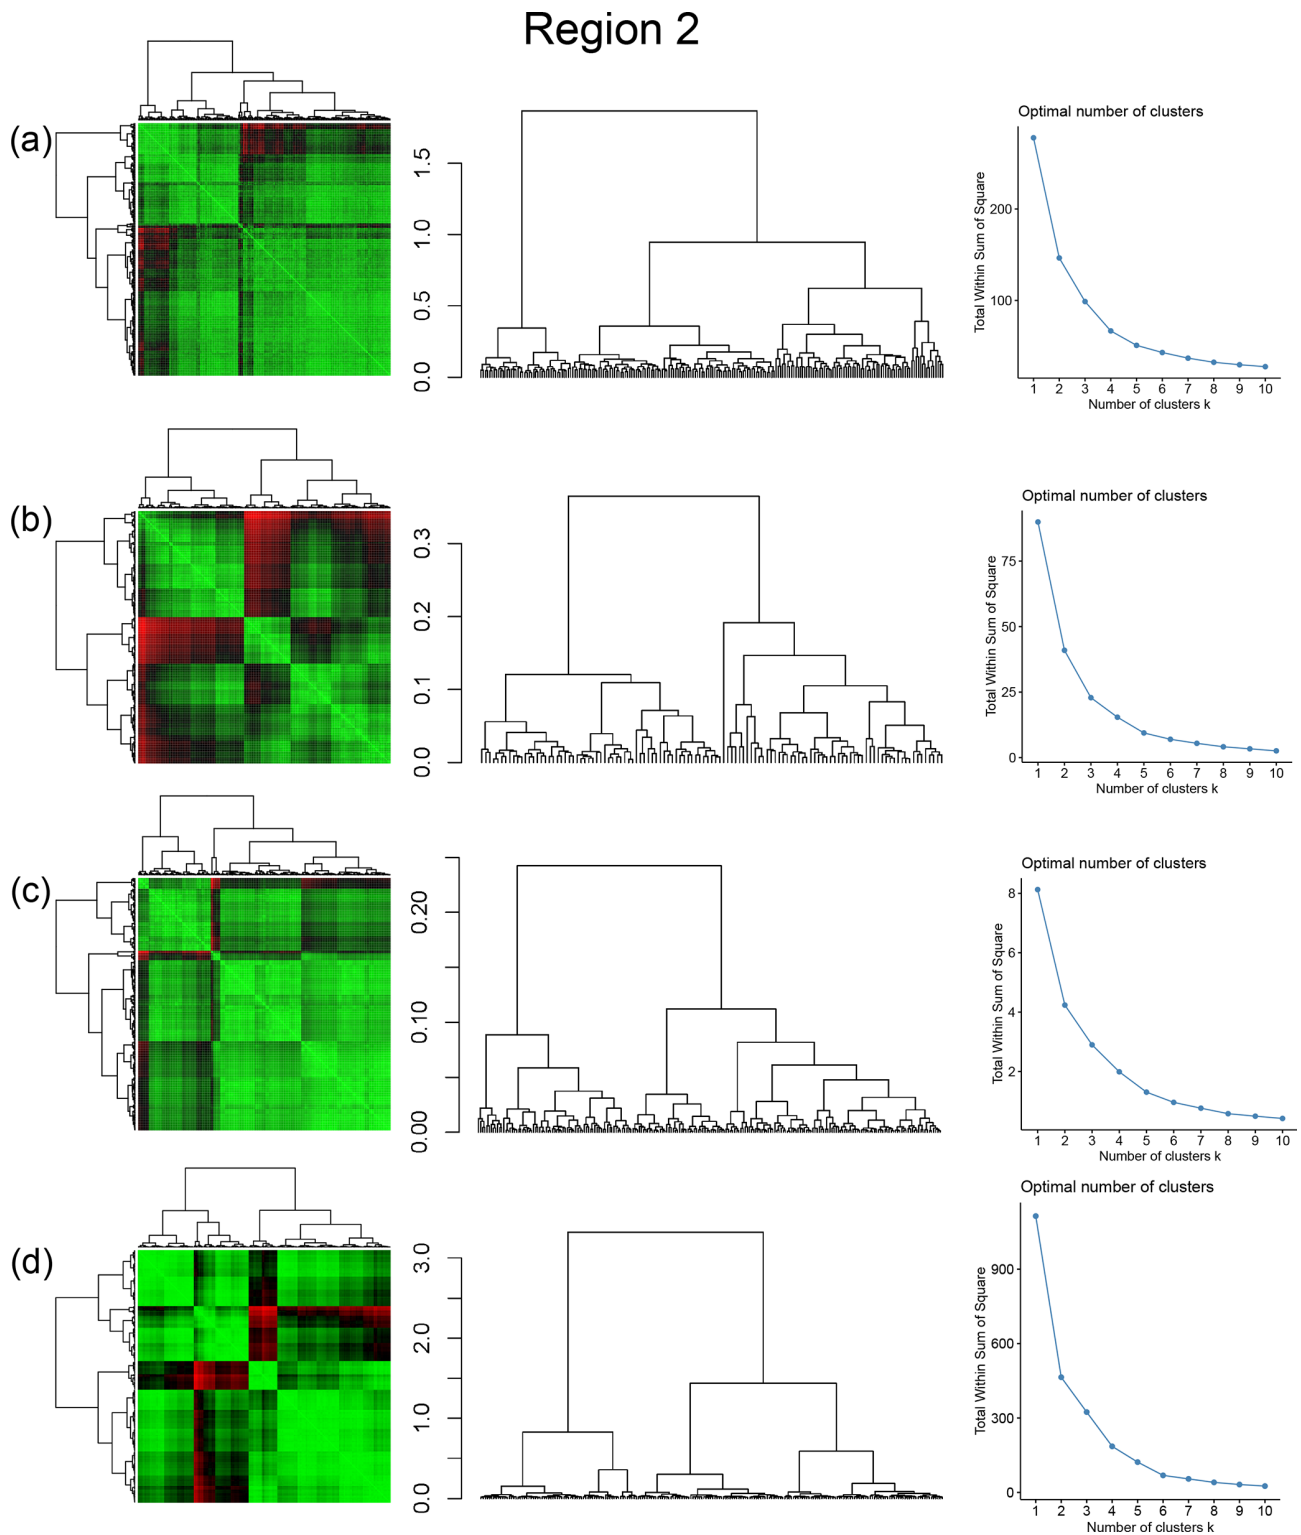 Region 2
(a)
1.5
1.0
0.5
0.0
Optimal number of clusters
Total Within Sum of Square
200
100
1 2 3 4 5 6 7 8 9 10
Number of clusters k
(b)
0.3
0.2
0.1
0.0
Optimal number of clusters
Total Within Sum of Square
75
50
25
0
1 2 3 4 5 6 7 8 9 10
Number of clusters k
(c)
0.20
0.10
0.00
Optimal number of clusters
Total Within Sum of Square
8
6
4
2
1 2 3 4 5 6 7 8 9 10
Number of clusters k
(d)
3.0
2.0
1.0
0.0
Optimal number of clusters
Total Within Sum of Square
900
600
300
0
1 2 3 4 5 6 7 8 9 10
Number of clusters k